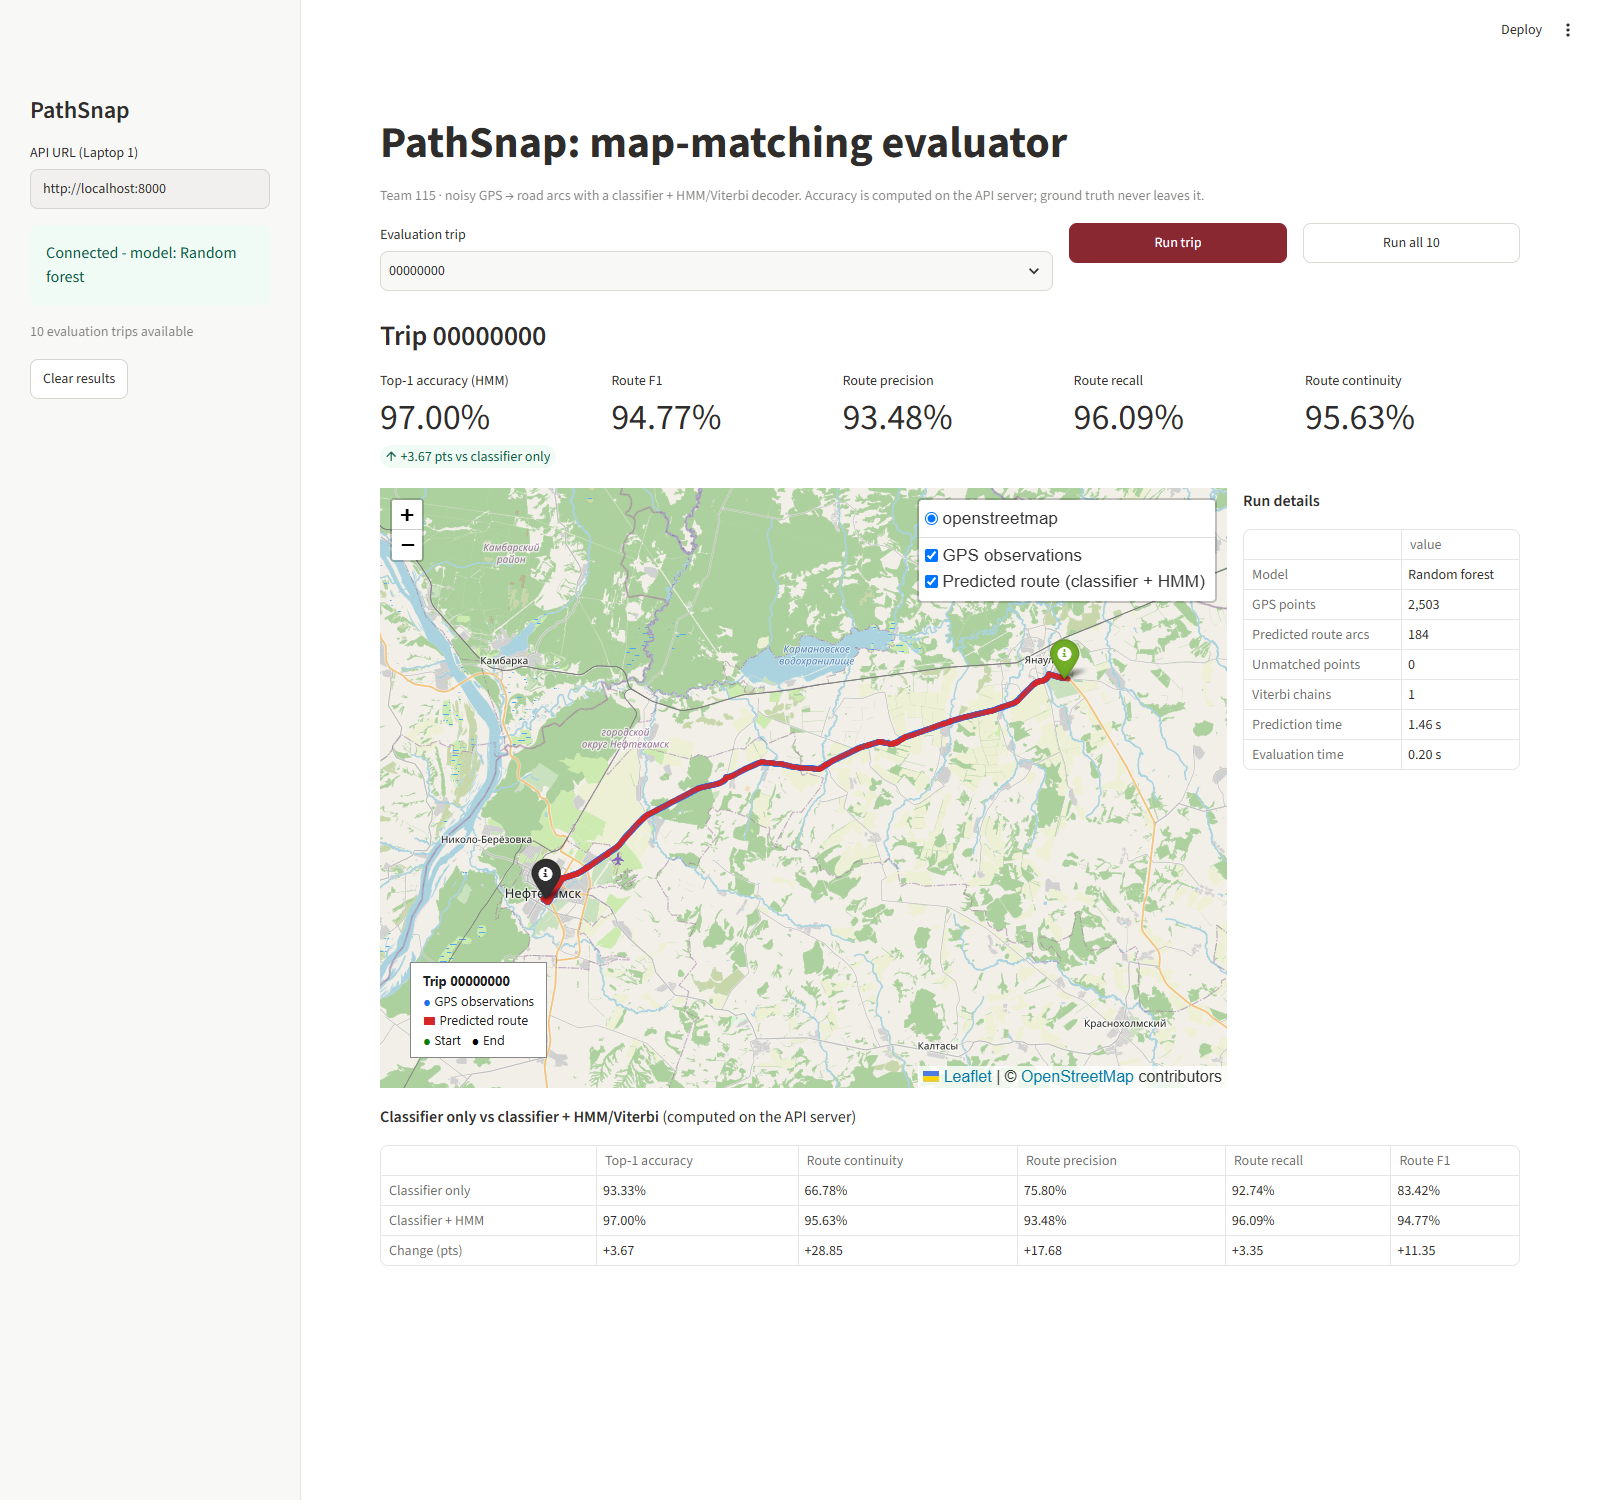 Deploy
PathSnap
API URL (Laptop 1)
http://localhost:8000
Connected - model: Random
forest
10 evaluation trips available
Clear results
PathSnap: map-matching evaluator
Team 115 · noisy GPS → road arcs with a classifier + HMM/Viterbi decoder. Accuracy is computed on the API server; ground truth never leaves it.
Evaluation trip
00000000
Run trip
Run all 10
Trip 00000000
Top-1 accuracy (HMM) Route F1 Route precision Route recall Route continuity
97.00% 94.77% 93.48% 96.09% 95.63%
↑ +3.67 pts vs classifier only
+
−
openstreetmap
GPS observations
Predicted route (classifier + HMM)
Камбарский
район
Камбарка
Кармановское
водохранилище
городской
округ Нефтекамск
Николо-Берёзовка
Краснохолмский
Калтасы
Trip 00000000
GPS observations
Predicted route
Start End
Leaflet | © OpenStreetMap contributors
Run details
value
Model Random forest
GPS points 2,503
Predicted route arcs 184
Unmatched points 0
Viterbi chains 1
Prediction time 1.46 s
Evaluation time 0.20 s
Classifier only vs classifier + HMM/Viterbi (computed on the API server)
Top-1 accuracy Route continuity Route precision Route recall Route F1
Classifier only 93.33% 66.78% 75.80% 92.74% 83.42%
Classifier + HMM 97.00% 95.63% 93.48% 96.09% 94.77%
Change (pts) +3.67 +28.85 +17.68 +3.35 +11.35